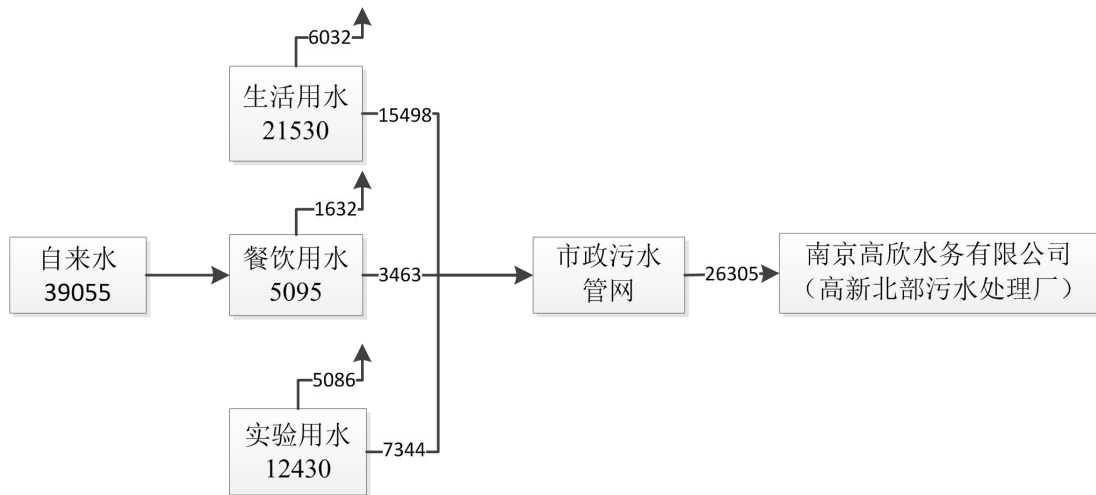 6032
生活用水
21530
15498
1632
自来水
39055
餐饮用水
5095
3463
市政污水
管网
26305
南京高欣水务有限公司
（高新北部污水处理厂）
5086
实验用水
12430
7344